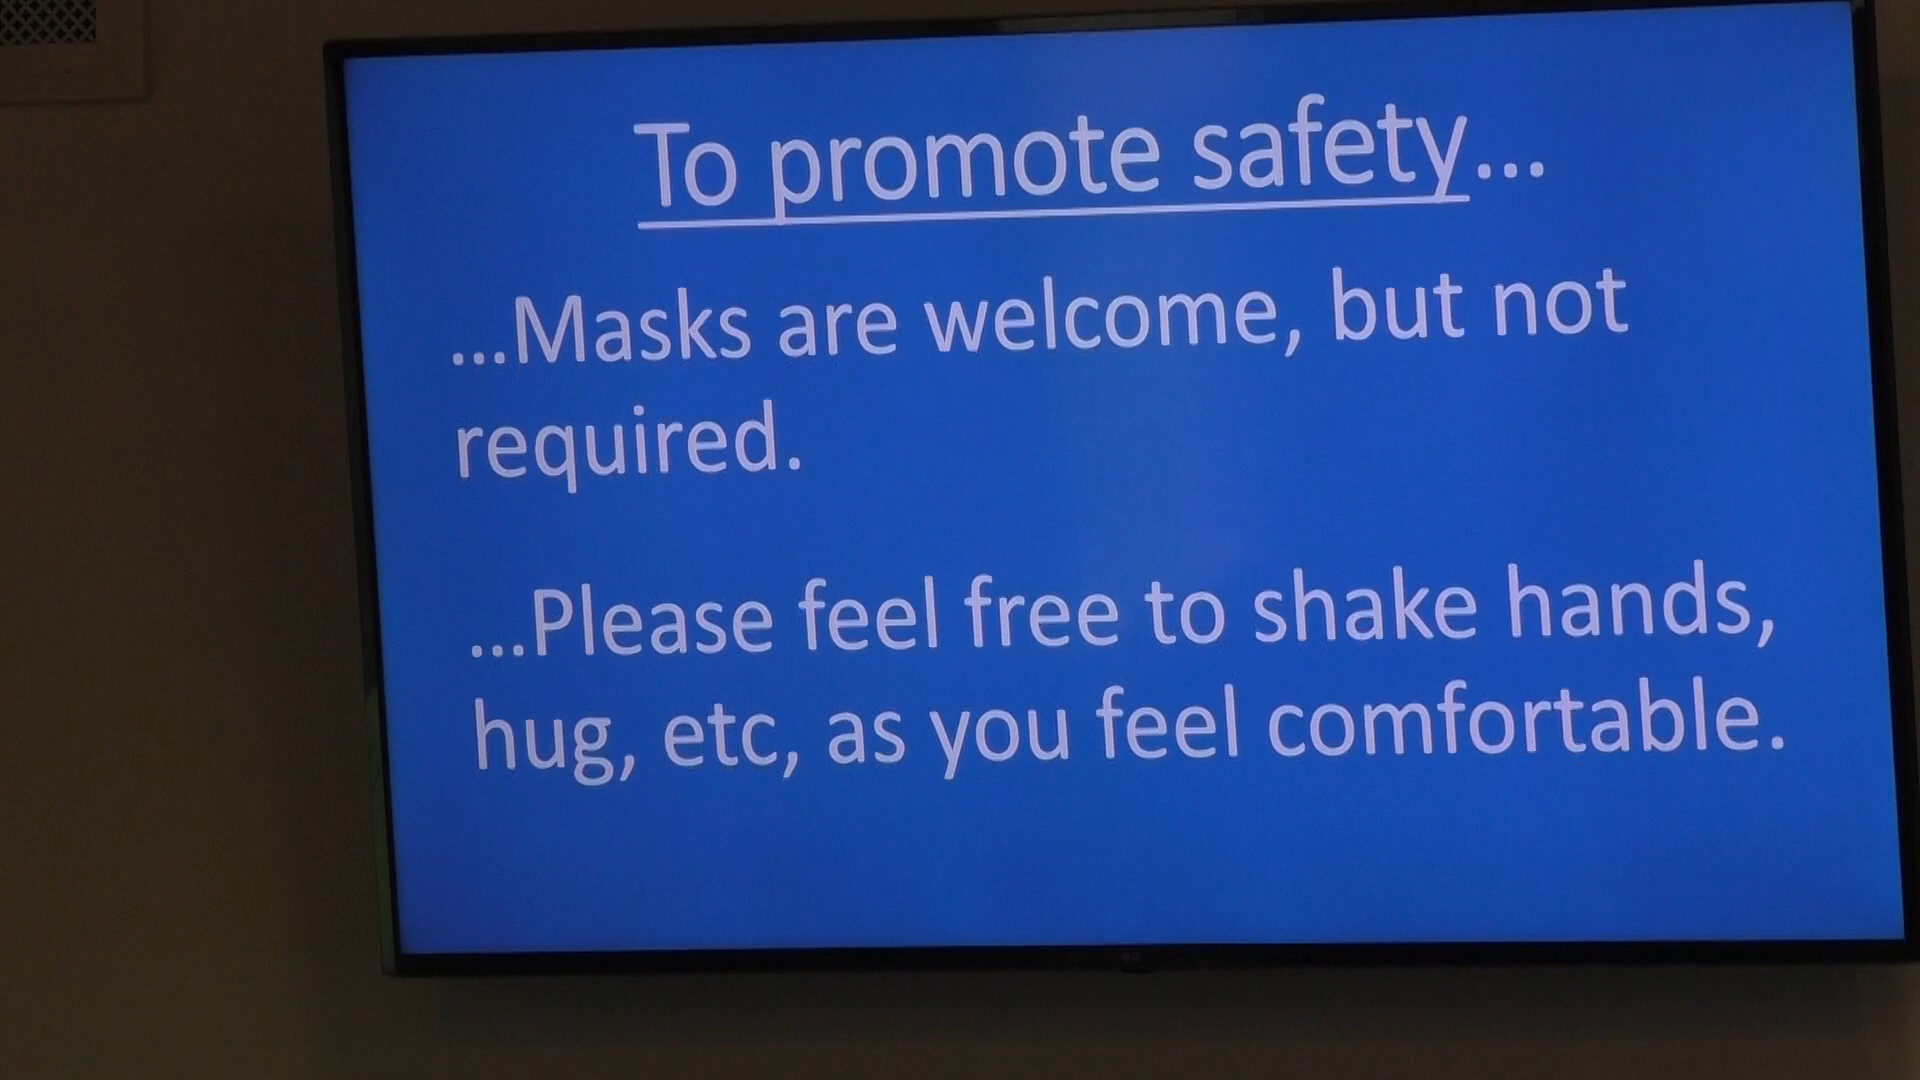 To promote safety...
...Masks are welcome, but not
required.
...Please feel free to shake hands,
hug, etc, as you feel comfortable.